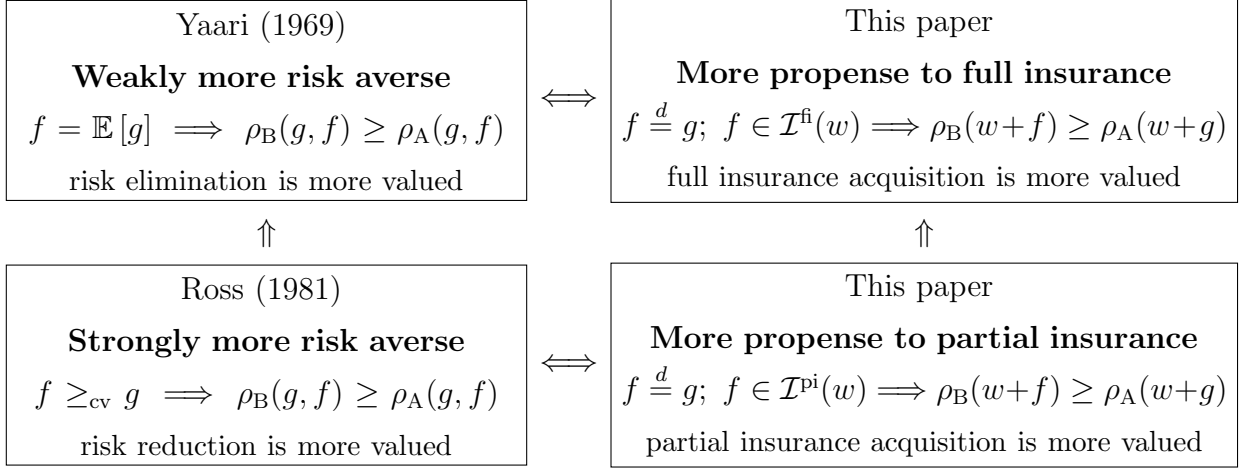 Yaari (1969)
Weakly more risk averse
f = 𝔼 [g] ⟹ ρ_B(g, f) ≥ ρ_A(g, f)
risk elimination is more valued
⟺
This paper
More propense to full insurance
f \overset{d}{=} g; f ∈ 𝓘^fi(w) ⟹ ρ_B(w+f) ≥ ρ_A(w+g)
full insurance acquisition is more valued
⇑
⇑
Ross (1981)
Strongly more risk averse
f ≥_cv g ⟹ ρ_B(g, f) ≥ ρ_A(g, f)
risk reduction is more valued
⟺
This paper
More propense to partial insurance
f \overset{d}{=} g; f ∈ 𝓘^pi(w) ⟹ ρ_B(w+f) ≥ ρ_A(w+g)
partial insurance acquisition is more valued